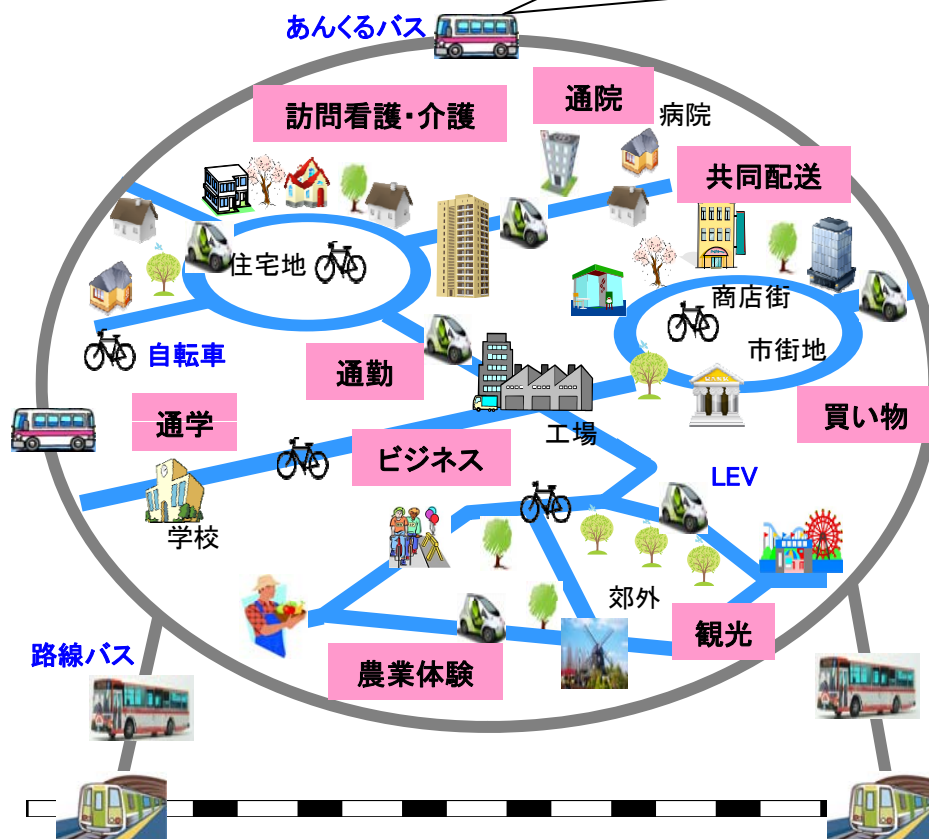 あんくるバス
訪問看護・介護
通院
病院
共同配送
住宅地
商店街
市街地
自転車
通勤
買い物
通学
工場
ビジネス
LEV
学校
郊外
観光
路線バス
農業体験